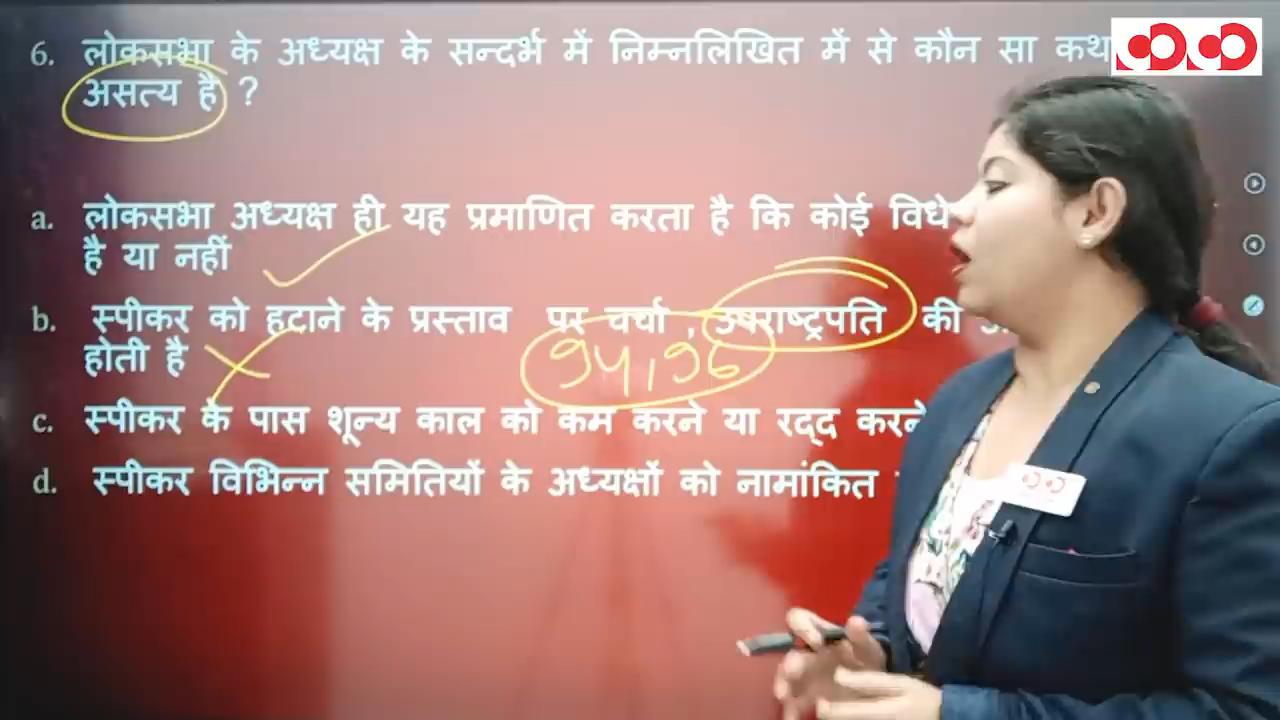 6. लोकसभा के अध्यक्ष के सन्दर्भ में निम्नलिखित में से कौन सा
असत्य है ?
a. लोकसभा अध्यक्ष ही यह प्रमाणित करता है कि कोई
है या नहीं
b. स्पीकर को हटाने के प्रस्ताव पर चर्चा , उपराष्ट्रपति की
होती है
94,96
c. स्पीकर के पास शून्य काल को कम करने या रद्द करने
d. स्पीकर विभिन्न समितियों के अध्यक्षों को नामांकित